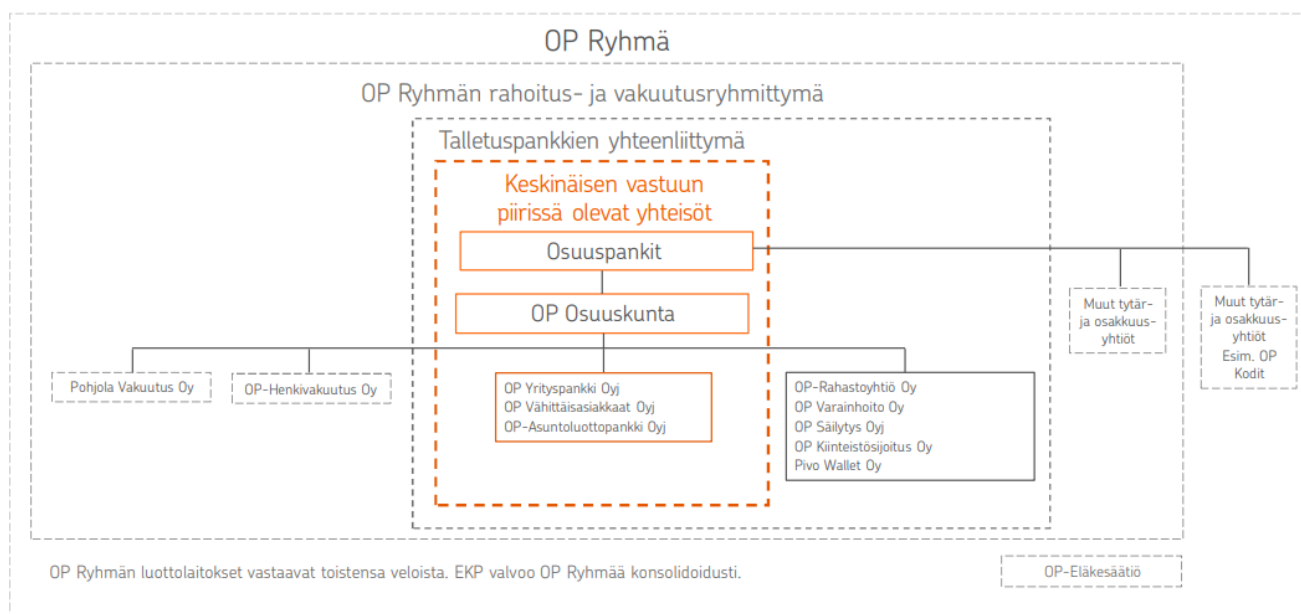 OP Ryhmä
OP Ryhmän rahoitus- ja vakuutusryhmittymä
Talletuspankkien yhteenliittymä
Keskinäisen vastuun
piirissä olevat yhteisöt
Osuuspankit
OP Osuuskunta
Muut tytär-
ja osakkuus-
yhtiöt
Muut tytär-
ja osakkuus-
yhtiöt
Esim. OP
Kodit
Pohjola Vakuutus Oy
OP-Henkivakuutus Oy
OP Yrityspankki Oyj
OP Vähittäisasiakkaat Oyj
OP-Asuntoluottopankki Oyj
OP-Rahastoyhtiö Oy
OP Varainhoito Oy
OP Säilytys Oyj
OP Kiinteistösijoitus Oy
Pivo Wallet Oy
OP Ryhmän luottolaitokset vastaavat toistensa veloista. EKP valvoo OP Ryhmää konsolidoidusti.
OP-Eläkesäätiö